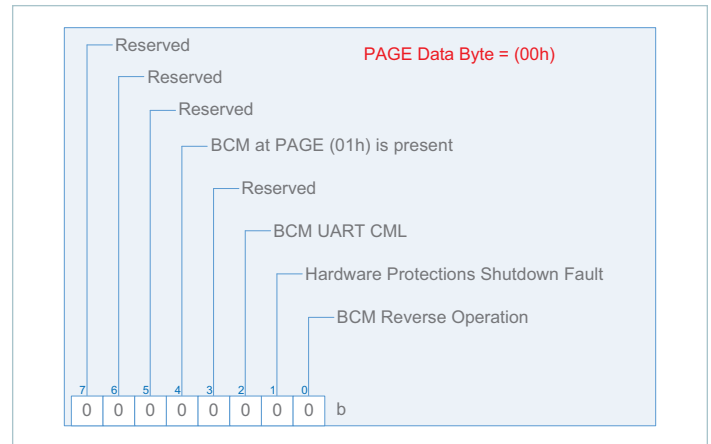 Reserved
PAGE Data Byte = (00h)
Reserved
Reserved
BCM at PAGE (01h) is present
Reserved
BCM UART CML
Hardware Protections Shutdown Fault
BCM Reverse Operation
7 6 5 4 3 2 1 0
0 0 0 0 0 0 0 0 b